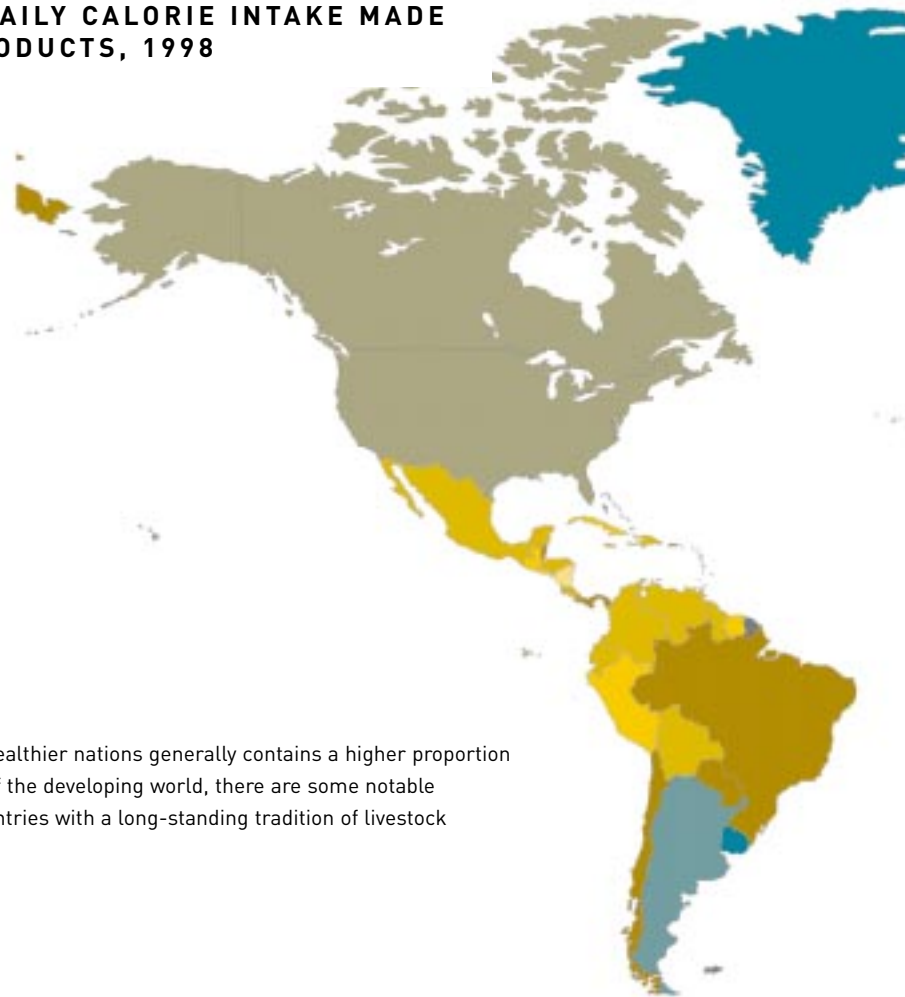 AILY CALORIE INTAKE MADE
ODUCTS, 1998
ealthier nations generally contains a higher proportion
f the developing world, there are some notable
ntries with a long-standing tradition of livestock